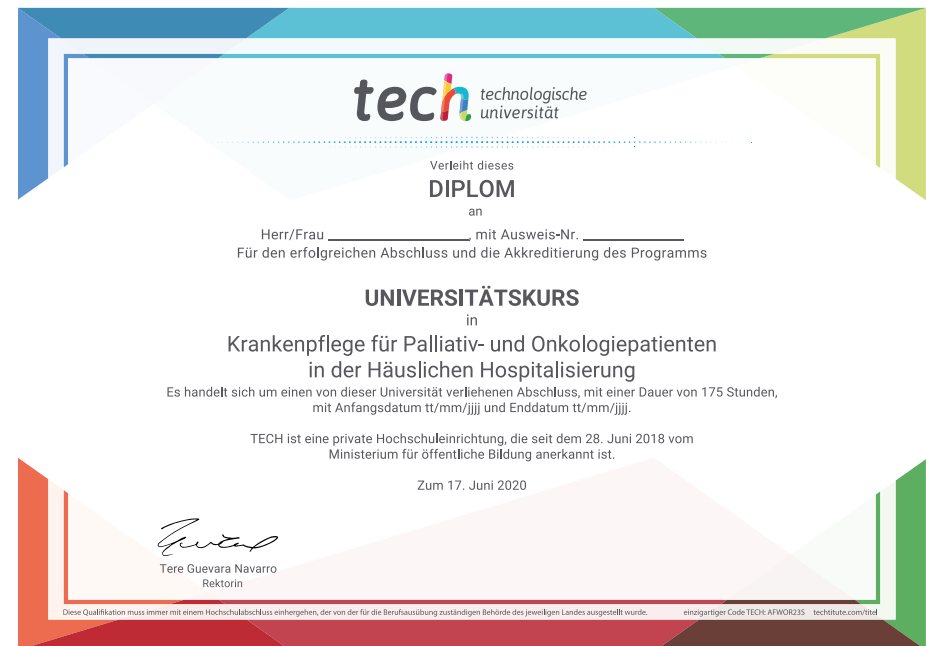 tech technologische
universität
Verleiht dieses
DIPLOM
an
Herr/Frau ________________, mit Ausweis-Nr. ____________
Für den erfolgreichen Abschluss und die Akkreditierung des Programms
UNIVERSITÄTSKURS
in
Krankenpflege für Palliativ- und Onkologiepatienten
in der Häuslichen Hospitalisierung
Es handelt sich um einen von dieser Universität verliehenen Abschluss, mit einer Dauer von 175 Stunden,
mit Anfangsdatum tt/mm/jjjj und Enddatum tt/mm/jjjj.
TECH ist eine private Hochschuleinrichtung, die seit dem 28. Juni 2018 vom
Ministerium für öffentliche Bildung anerkannt ist.
Zum 17. Juni 2020
Tere Guevara Navarro
Rektorin
Diese Qualifikation muss immer mit einem Hochschulabschluss einhergehen, der von der für die Berufsausübung zuständigen Behörde des jeweiligen Landes ausgestellt wurde. einzigartiger Code TECH: AFWOR23S techtitute.com/titel